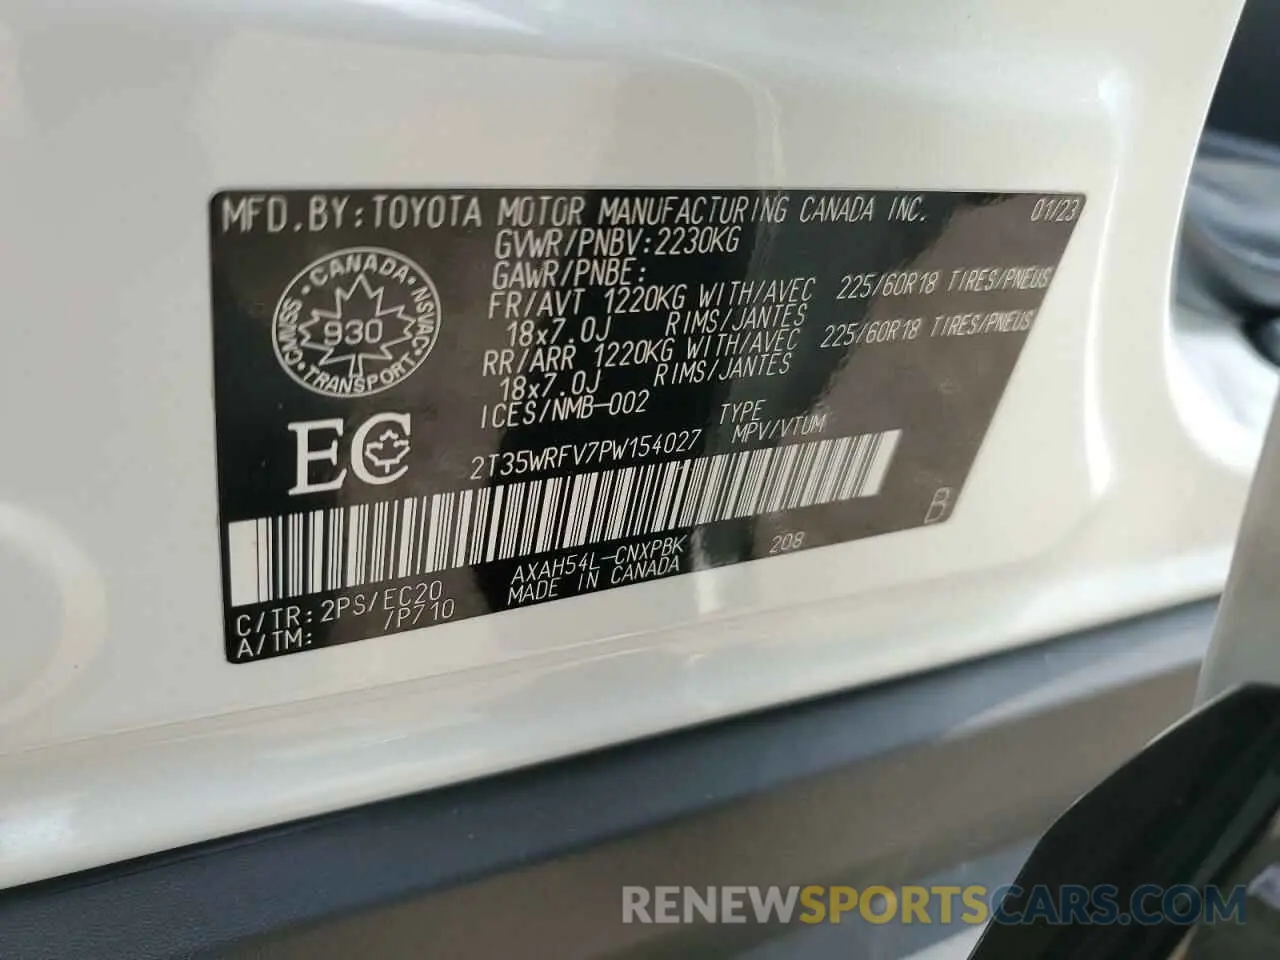 MFD.BY:TOYOTA MOTOR MANUFACTURING CANADA INC. 01/23
GVWR/PNBV:2230KG
GAWR/PNBE:
FR/AVT 1220KG WITH/AVEC 225/60R18 TIRES/PNEUS
18x7.0J RIMS/JANTES
RR/ARR 1220KG WITH/AVEC 225/60R18 TIRES/PNEUS
18x7.0J RIMS/JANTES
ICES/NMB-002
TYPE
2T35WRFV7PW154027 MPV/VTUM
CANADA
CMVSS 930 NSVAC
TRANSPORT
EC
B
C/TR:2PS/EC20 AXAH54L-CNXPBK 208
A/TM: /P710 MADE IN CANADA
RENEWSPORTSCARS.COM